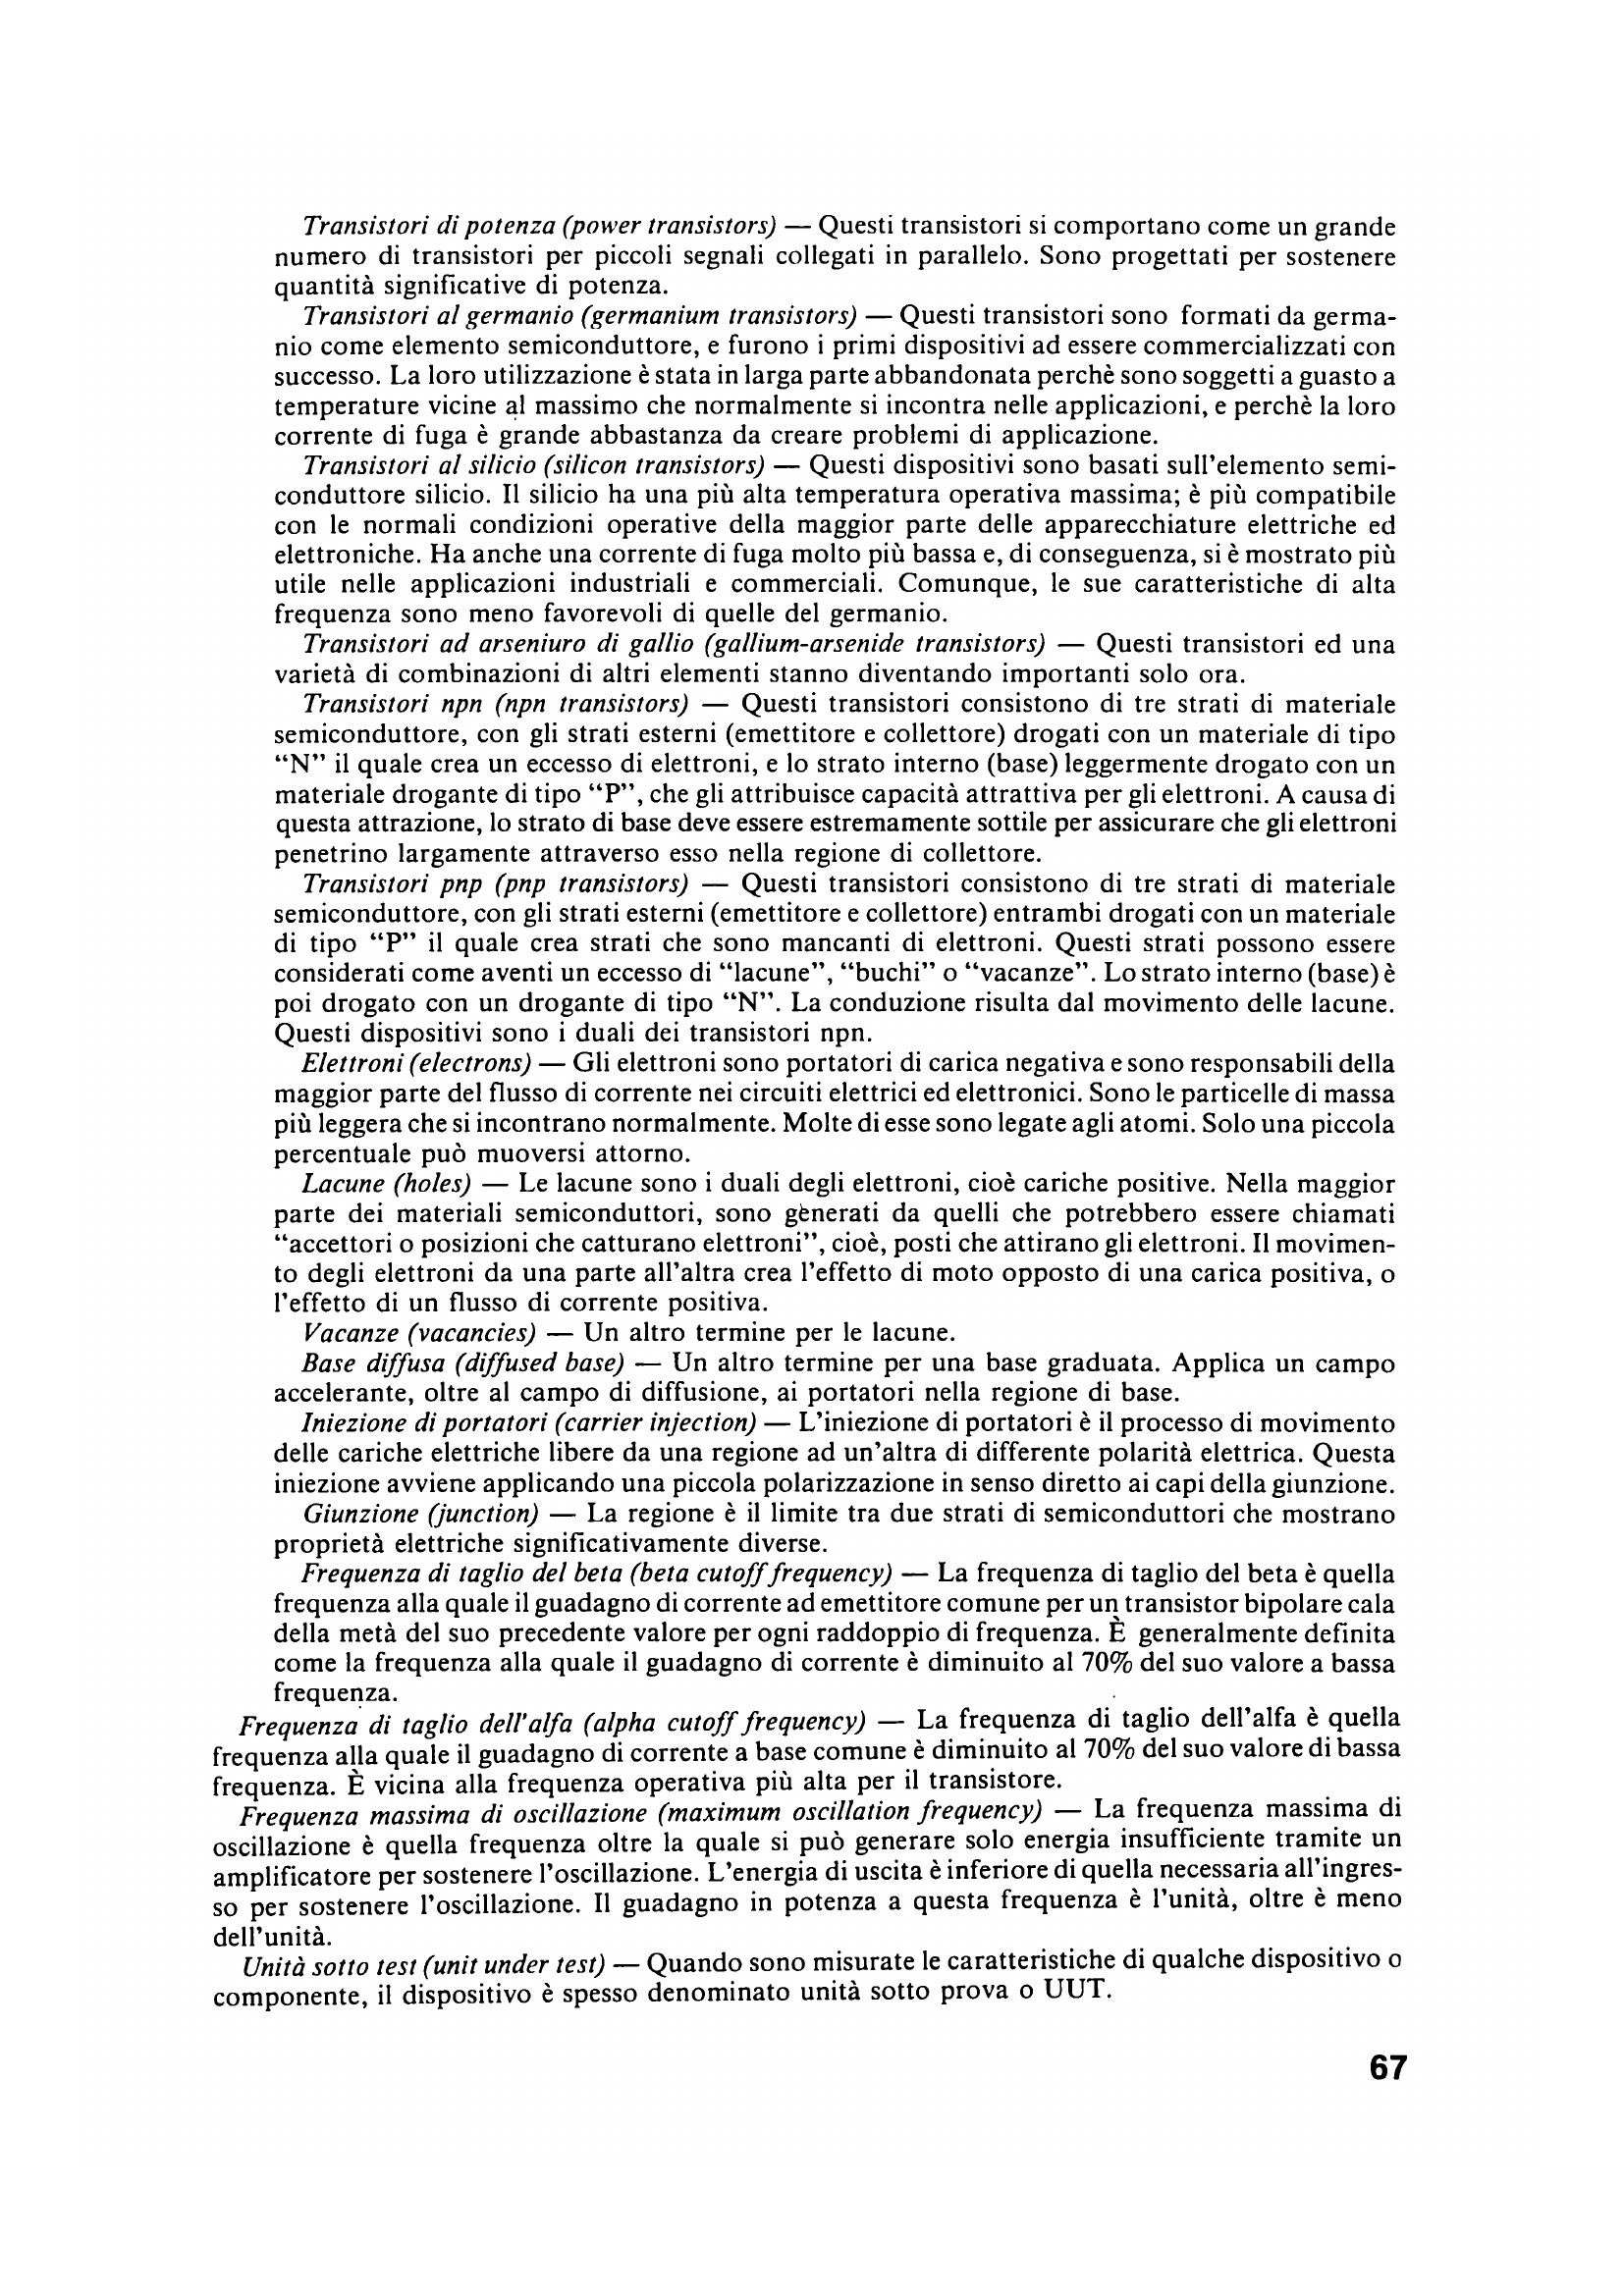 Transistori di potenza (power transistors) — Questi transistori si comportano come un grande
numero di transistori per piccoli segnali collegati in parallelo. Sono progettati per sostenere
quantità significative di potenza.
Transistori al germanio (germanium transistors) — Questi transistori sono formati da germa-
nio come elemento semiconduttore, e furono i primi dispositivi ad essere commercializzati con
successo. La loro utilizzazione è stata in larga parte abbandonata perchè sono soggetti a guasto a
temperature vicine al massimo che normalmente si incontra nelle applicazioni, e perchè la loro
corrente di fuga è grande abbastanza da creare problemi di applicazione.
Transistori al silicio (silicon transistors) — Questi dispositivi sono basati sull'elemento semi-
conduttore silicio. Il silicio ha una più alta temperatura operativa massima; è più compatibile
con le normali condizioni operative della maggior parte delle apparecchiature elettriche ed
elettroniche. Ha anche una corrente di fuga molto più bassa e, di conseguenza, si è mostrato più
utile nelle applicazioni industriali e commerciali. Comunque, le sue caratteristiche di alta
frequenza sono meno favorevoli di quelle del germanio.
Transistori ad arseniuro di gallio (gallium-arsenide transistors) — Questi transistori ed una
varietà di combinazioni di altri elementi stanno diventando importanti solo ora.
Transistori npn (npn transistors) — Questi transistori consistono di tre strati di materiale
semiconduttore, con gli strati esterni (emettitore e collettore) drogati con un materiale di tipo
“N” il quale crea un eccesso di elettroni, e lo strato interno (base) leggermente drogato con un
materiale drogante di tipo “P”, che gli attribuisce capacità attrattiva per gli elettroni. A causa di
questa attrazione, lo strato di base deve essere estremamente sottile per assicurare che gli elettroni
penetrino largamente attraverso esso nella regione di collettore.
Transistori pnp (pnp transistors) — Questi transistori consistono di tre strati di materiale
semiconduttore, con gli strati esterni (emettitore e collettore) entrambi drogati con un materiale
di tipo “P” il quale crea strati che sono mancanti di elettroni. Questi strati possono essere
considerati come aventi un eccesso di “lacune”, “buchi” o “vacanze”. Lo strato interno (base) è
poi drogato con un drogante di tipo “N”. La conduzione risulta dal movimento delle lacune.
Questi dispositivi sono i duali dei transistori npn.
Elettroni (electrons) — Gli elettroni sono portatori di carica negativa e sono responsabili della
maggior parte del flusso di corrente nei circuiti elettrici ed elettronici. Sono le particelle di massa
più leggera che si incontrano normalmente. Molte di esse sono legate agli atomi. Solo una piccola
percentuale può muoversi attorno.
Lacune (holes) — Le lacune sono i duali degli elettroni, cioè cariche positive. Nella maggior
parte dei materiali semiconduttori, sono generati da quelli che potrebbero essere chiamati
“accettori o posizioni che catturano elettroni”, cioè, posti che attirano gli elettroni. Il movimen-
to degli elettroni da una parte all'altra crea l'effetto di moto opposto di una carica positiva, o
l'effetto di un flusso di corrente positiva.
Vacanze (vacancies) — Un altro termine per le lacune.
Base diffusa (diffused base) — Un altro termine per una base graduata. Applica un campo
accelerante, oltre al campo di diffusione, ai portatori nella regione di base.
Iniezione di portatori (carrier injection) — L'iniezione di portatori è il processo di movimento
delle cariche elettriche libere da una regione ad un'altra di differente polarità elettrica. Questa
iniezione avviene applicando una piccola polarizzazione in senso diretto ai capi della giunzione.
Giunzione (junction) — La regione è il limite tra due strati di semiconduttori che mostrano
proprietà elettriche significativamente diverse.
Frequenza di taglio del beta (beta cutoff frequency) — La frequenza di taglio del beta è quella
frequenza alla quale il guadagno di corrente ad emettitore comune per un transistor bipolare cala
della metà del suo precedente valore per ogni raddoppio di frequenza. È generalmente definita
come la frequenza alla quale il guadagno di corrente è diminuito al 70% del suo valore a bassa
frequenza.
Frequenza di taglio dell'alfa (alpha cutoff frequency) — La frequenza di taglio dell'alfa è quella
frequenza alla quale il guadagno di corrente a base comune è diminuito al 70% del suo valore di bassa
frequenza. È vicina alla frequenza operativa più alta per il transistore.
Frequenza massima di oscillazione (maximum oscillation frequency) — La frequenza massima di
oscillazione è quella frequenza oltre la quale si può generare solo energia insufficiente tramite un
amplificatore per sostenere l'oscillazione. L'energia di uscita è inferiore di quella necessaria all'ingres-
so per sostenere l'oscillazione. Il guadagno in potenza a questa frequenza è l'unità, oltre è meno
dell'unità.
Unità sotto test (unit under test) — Quando sono misurate le caratteristiche di qualche dispositivo o
componente, il dispositivo è spesso denominato unità sotto prova o UUT.
67